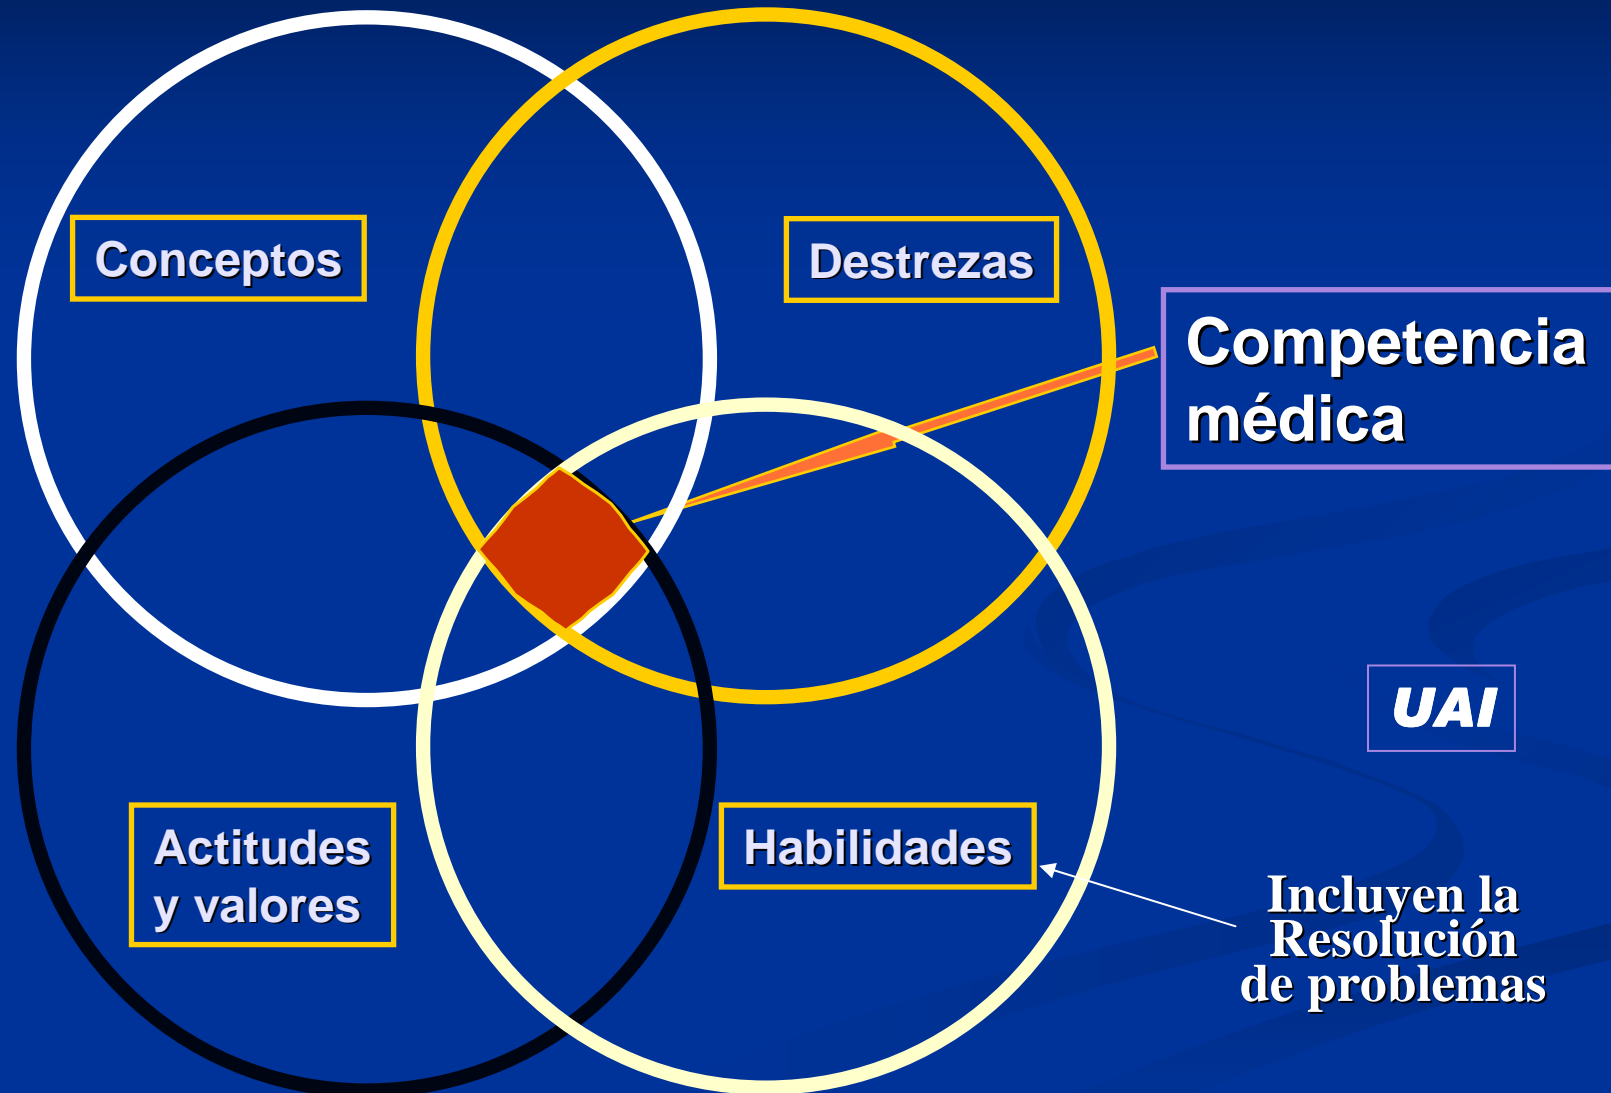 Conceptos
Destrezas
Competencia
médica
UAI
Actitudes
y valores
Habilidades
Incluyen la
Resolución
de problemas